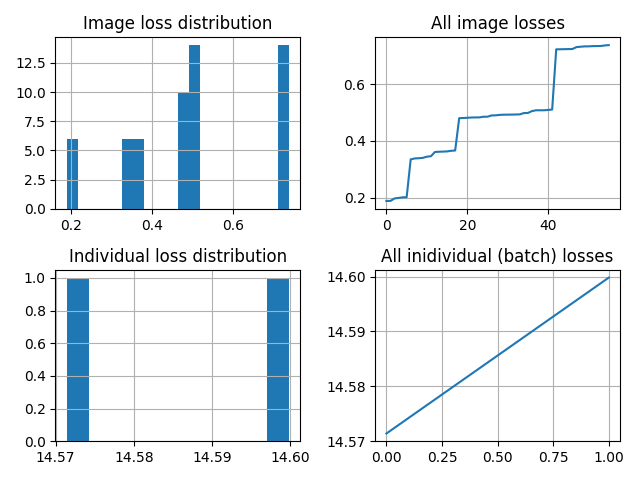 Image loss distribution
12.5
10.0
7.5
5.0
2.5
0.0
0.2 0.4 0.6
All image losses
0.6
0.4
0.2
0 20 40
Individual loss distribution
1.0
0.8
0.6
0.4
0.2
0.0
14.57 14.58 14.59 14.60
All inidividual (batch) losses
14.60
14.59
14.58
14.57
0.00 0.25 0.50 0.75 1.00